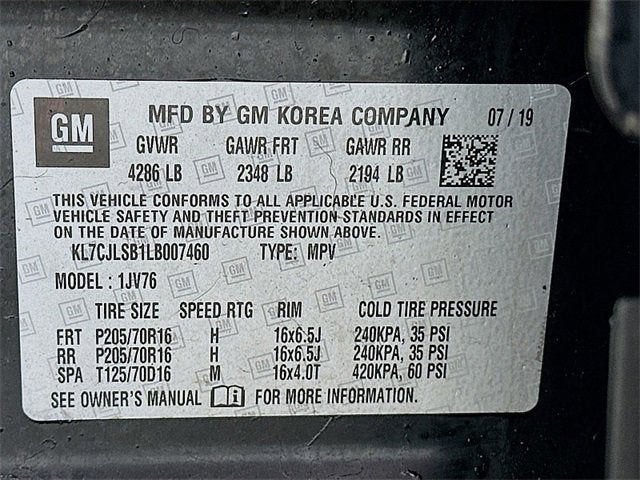 GM MFD BY GM KOREA COMPANY 07/19
GVWR GAWR FRT GAWR RR
4286 LB 2348 LB 2194 LB
THIS VEHICLE CONFORMS TO ALL APPLICABLE U.S. FEDERAL MOTOR
VEHICLE SAFETY AND THEFT PREVENTION STANDARDS IN EFFECT
ON THE DATE OF MANUFACTURE SHOWN ABOVE.
KL7CJLSB1LB007460 TYPE: MPV
MODEL: 1JV76
TIRE SIZE SPEED RTG RIM COLD TIRE PRESSURE
FRT P205/70R16 H 16x6.5J 240KPA, 35 PSI
RR P205/70R16 H 16x6.5J 240KPA, 35 PSI
SPA T125/70D16 M 16x4.0T 420KPA, 60 PSI
SEE OWNER'S MANUAL FOR MORE INFORMATION.